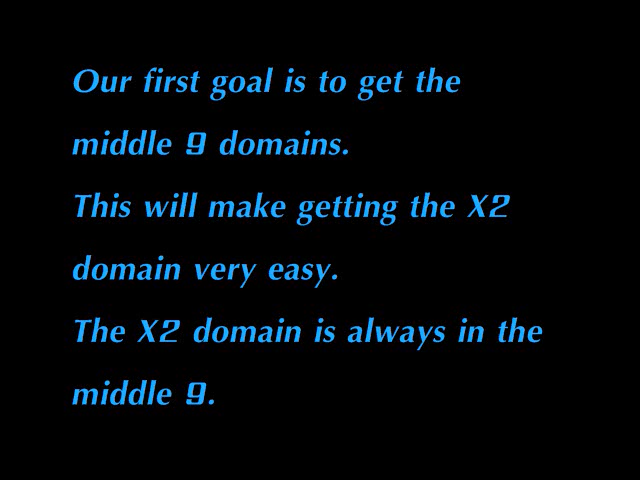 Our first goal is to get the
middle 9 domains.
This will make getting the X2
domain very easy.
The X2 domain is always in the
middle 9.